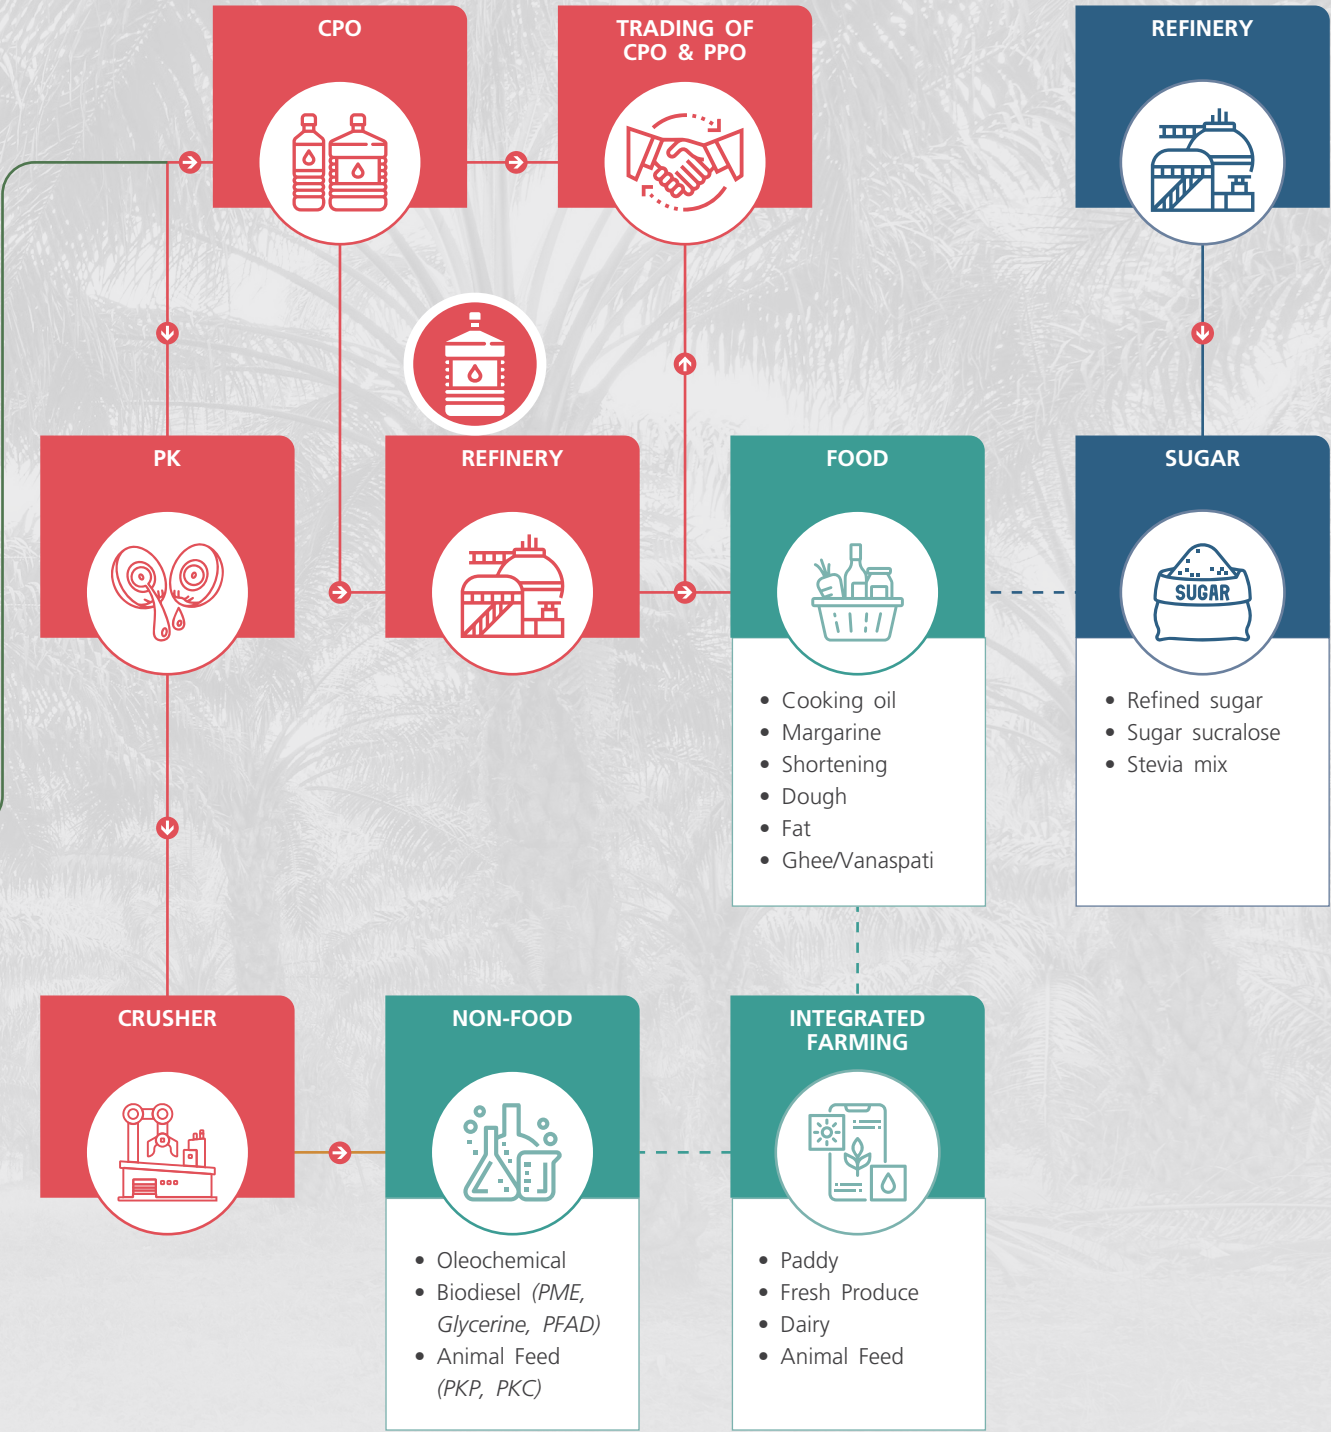 CPO
TRADING OF
CPO & PPO
REFINERY
PK
REFINERY
FOOD
SUGAR
SUGAR
• Cooking oil
• Margarine
• Shortening
• Dough
• Fat
• Ghee/Vanaspati
• Refined sugar
• Sugar sucralose
• Stevia mix
CRUSHER
NON-FOOD
INTEGRATED
FARMING
• Oleochemical
• Biodiesel (PME,
Glycerine, PFAD)
• Animal Feed
(PKP, PKC)
• Paddy
• Fresh Produce
• Dairy
• Animal Feed